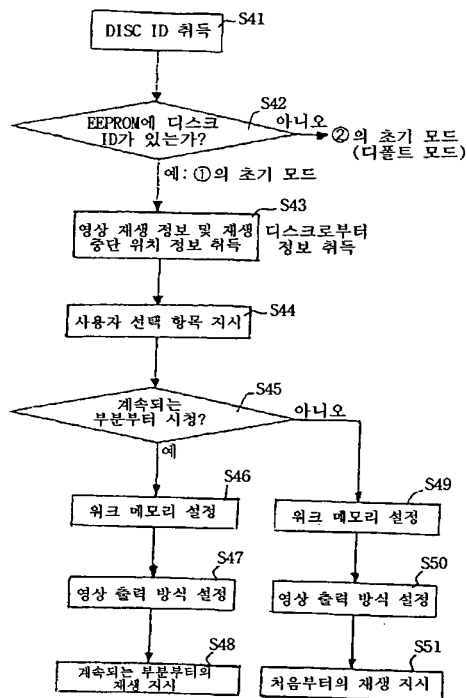 S41
DISC ID 취득
S42
EEPROM에 디스크
ID가 있는가?
아니오
②의 초기 모드
(디폴트 모드)
예: ①의 초기 모드
S43
영상 재생 정보 및 재생
중단 위치 정보 취득
디스크로부터
정보 취득
S44
사용자 선택 항목 지시
S45
계속되는
부분부터 시청?
아니오
예
S46
워크 메모리 설정
S49
워크 메모리 설정
S47
영상 출력 방식 설정
S50
영상 출력 방식 설정
S48
계속되는 부분부터의
재생 지시
S51
처음부터의 재생 지시